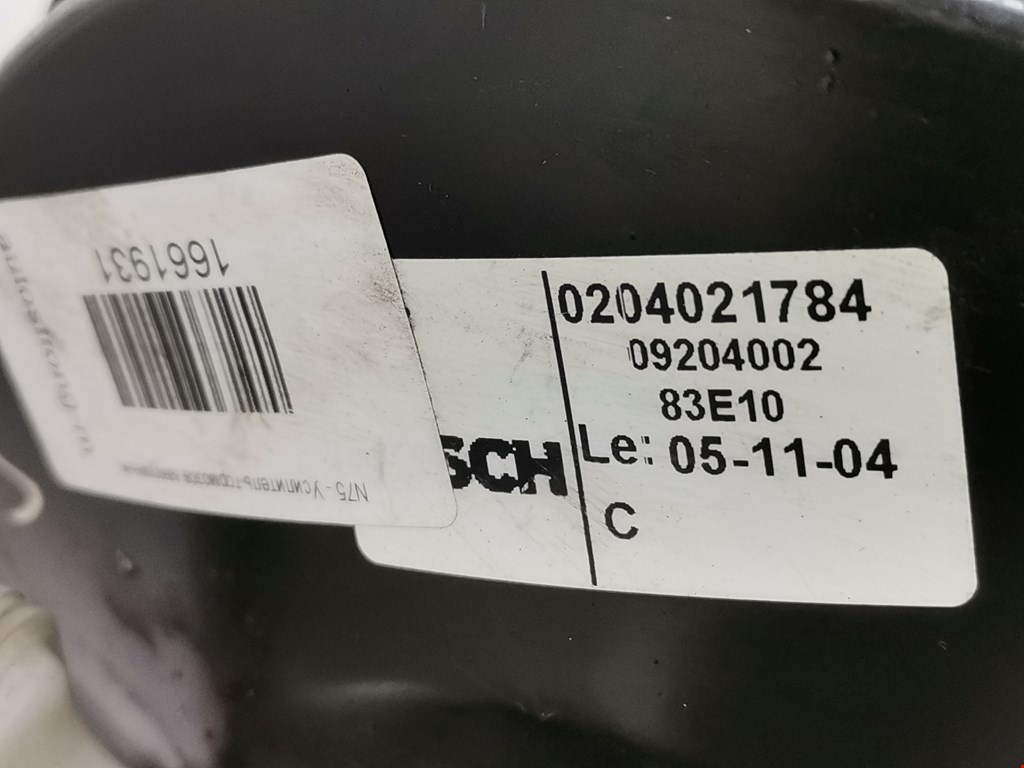 1661931
N75 - Усилитель тормозов вакуумный
0204021784
09204002
83E10
SCH
Le: 05-11-04
C